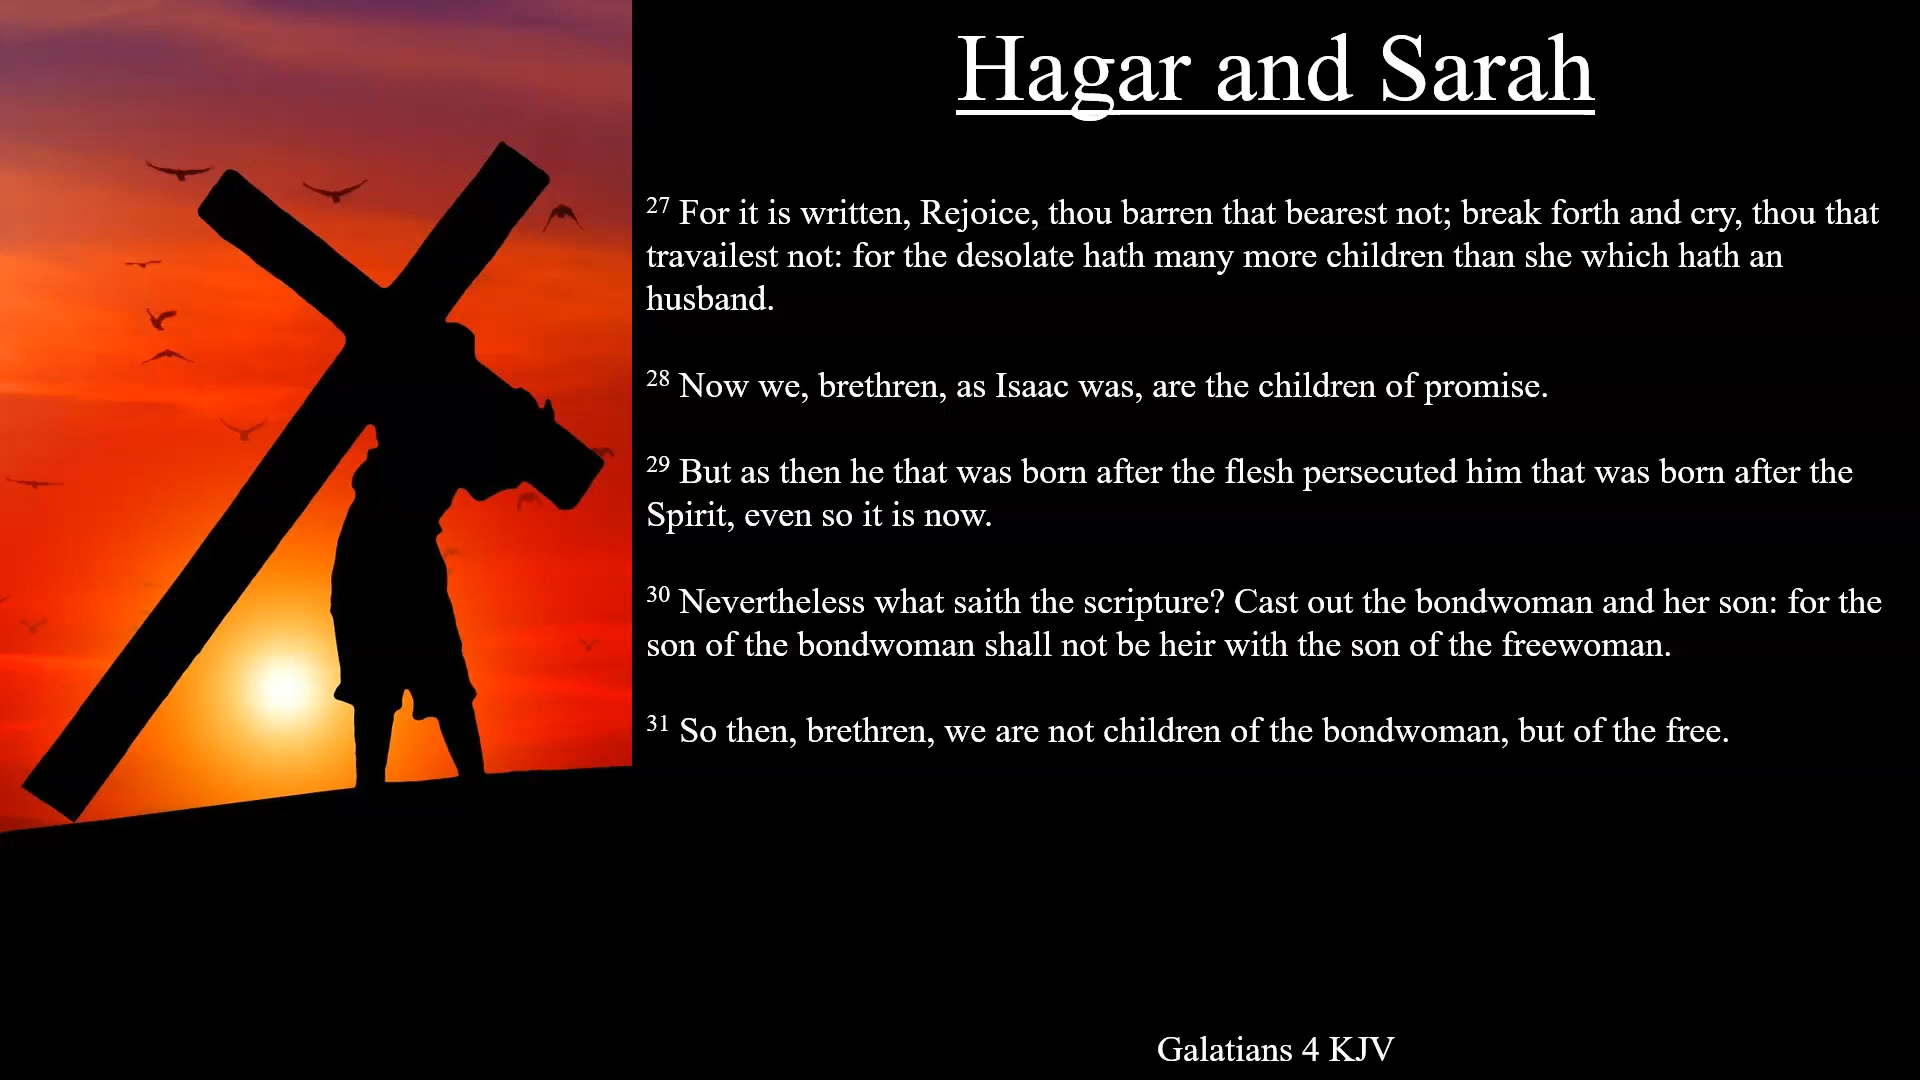 Hagar and Sarah
27 For it is written, Rejoice, thou barren that bearest not; break forth and cry, thou that
travailest not: for the desolate hath many more children than she which hath an
husband.
28 Now we, brethren, as Isaac was, are the children of promise.
29 But as then he that was born after the flesh persecuted him that was born after the
Spirit, even so it is now.
30 Nevertheless what saith the scripture? Cast out the bondwoman and her son: for the
son of the bondwoman shall not be heir with the son of the freewoman.
31 So then, brethren, we are not children of the bondwoman, but of the free.
Galatians 4 KJV